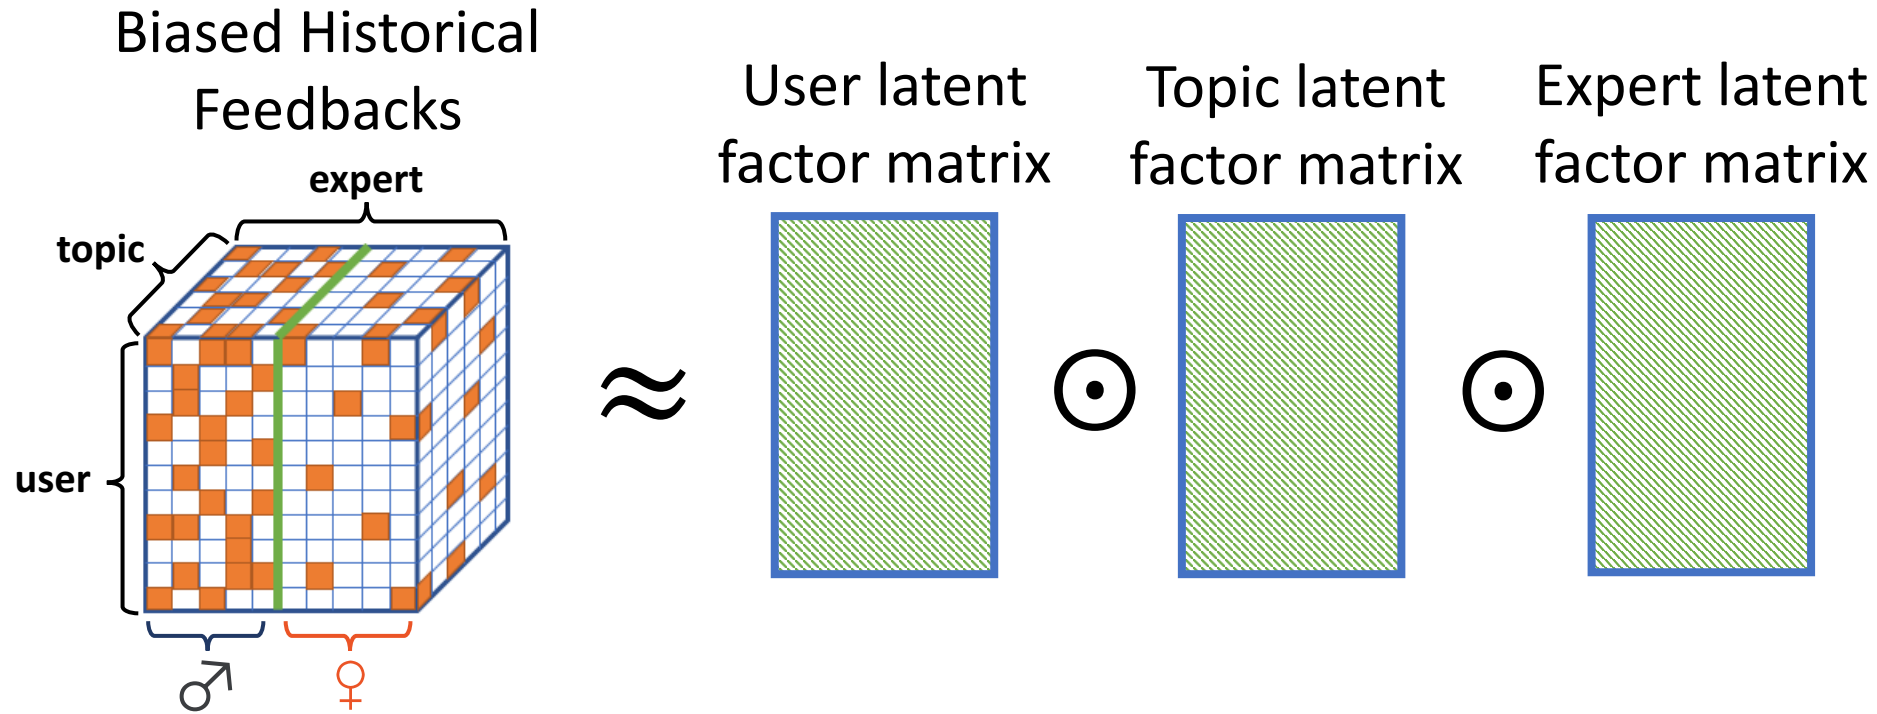 Biased Historical
Feedbacks
expert
topic
user
♂
♀
≈
User latent
factor matrix
⊙
Topic latent
factor matrix
⊙
Expert latent
factor matrix